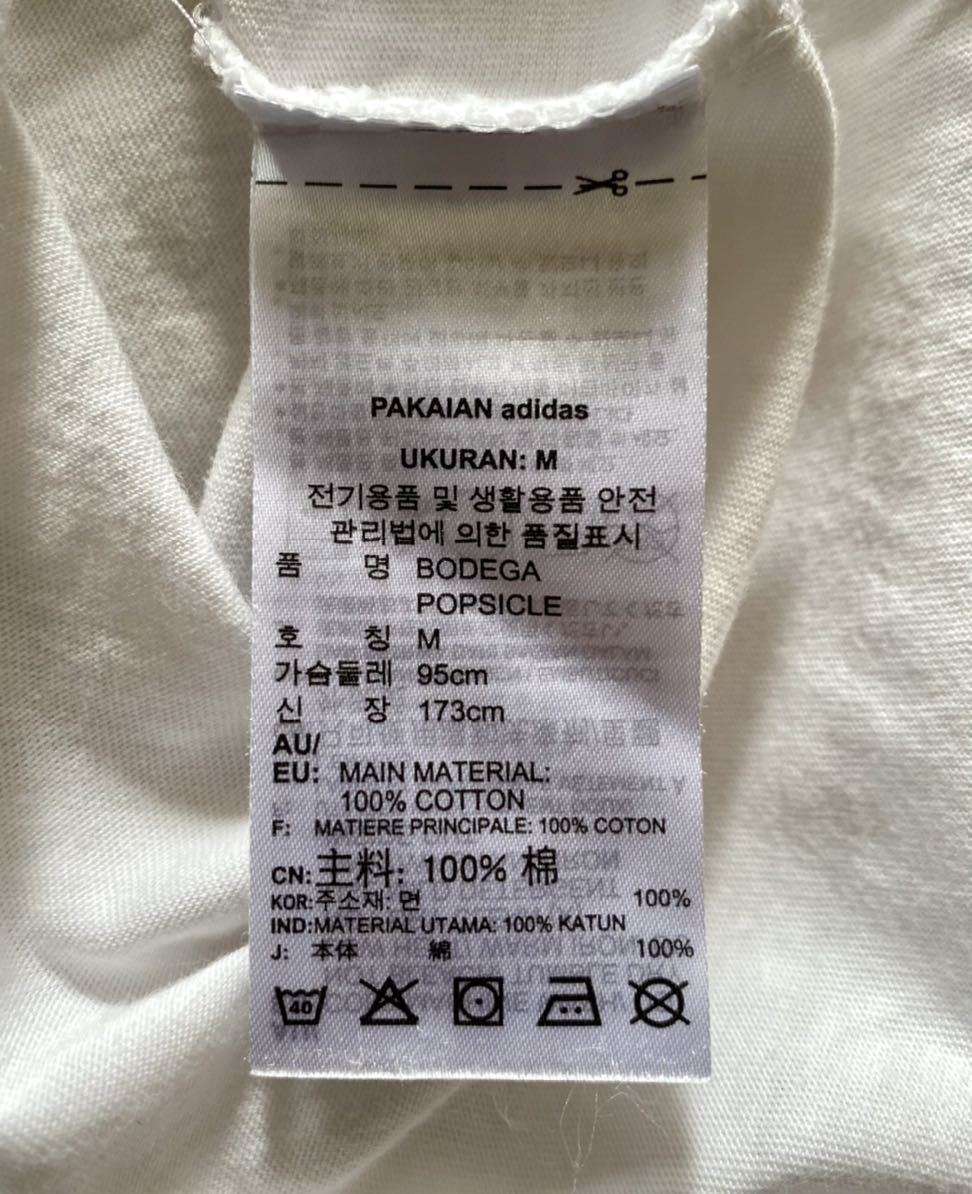 PAKAIAN adidas
UKURAN: M
전기용품 및 생활용품 안전
관리법에 의한 품질표시
품 명 BODEGA
POPSICLE
호 칭 M
가슴둘레 95cm
신 장 173cm
AU/
EU: MAIN MATERIAL:
100% COTTON
F: MATIERE PRINCIPALE: 100% COTON
CN: 主料: 100% 棉
KOR:주소재: 면 100%
IND:MATERIAL UTAMA: 100% KATUN
J: 本体 綿 100%
40